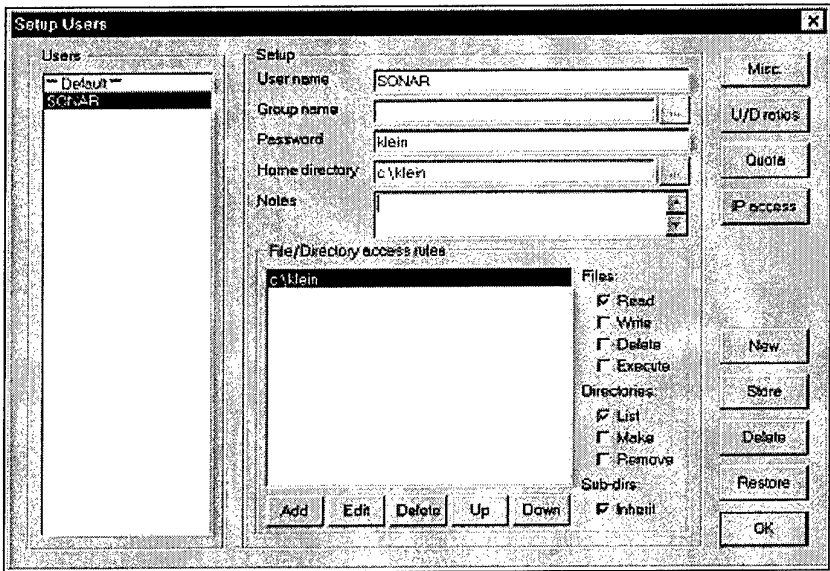 Setup Users
Users
** Default **
SONAR
Setup
User name SONAR
Group name
Password klein
Home directory c:\klein
Notes
File/Directory access rules
c:\klein
Files:
Read
Write
Delete
Execute
Directories:
List
Make
Remove
Sub-dirs:
Inherit
Add Edit Delete Up Down
Misc.
U/D ratios
Quota
IP access
New
Store
Delete
Restore
OK